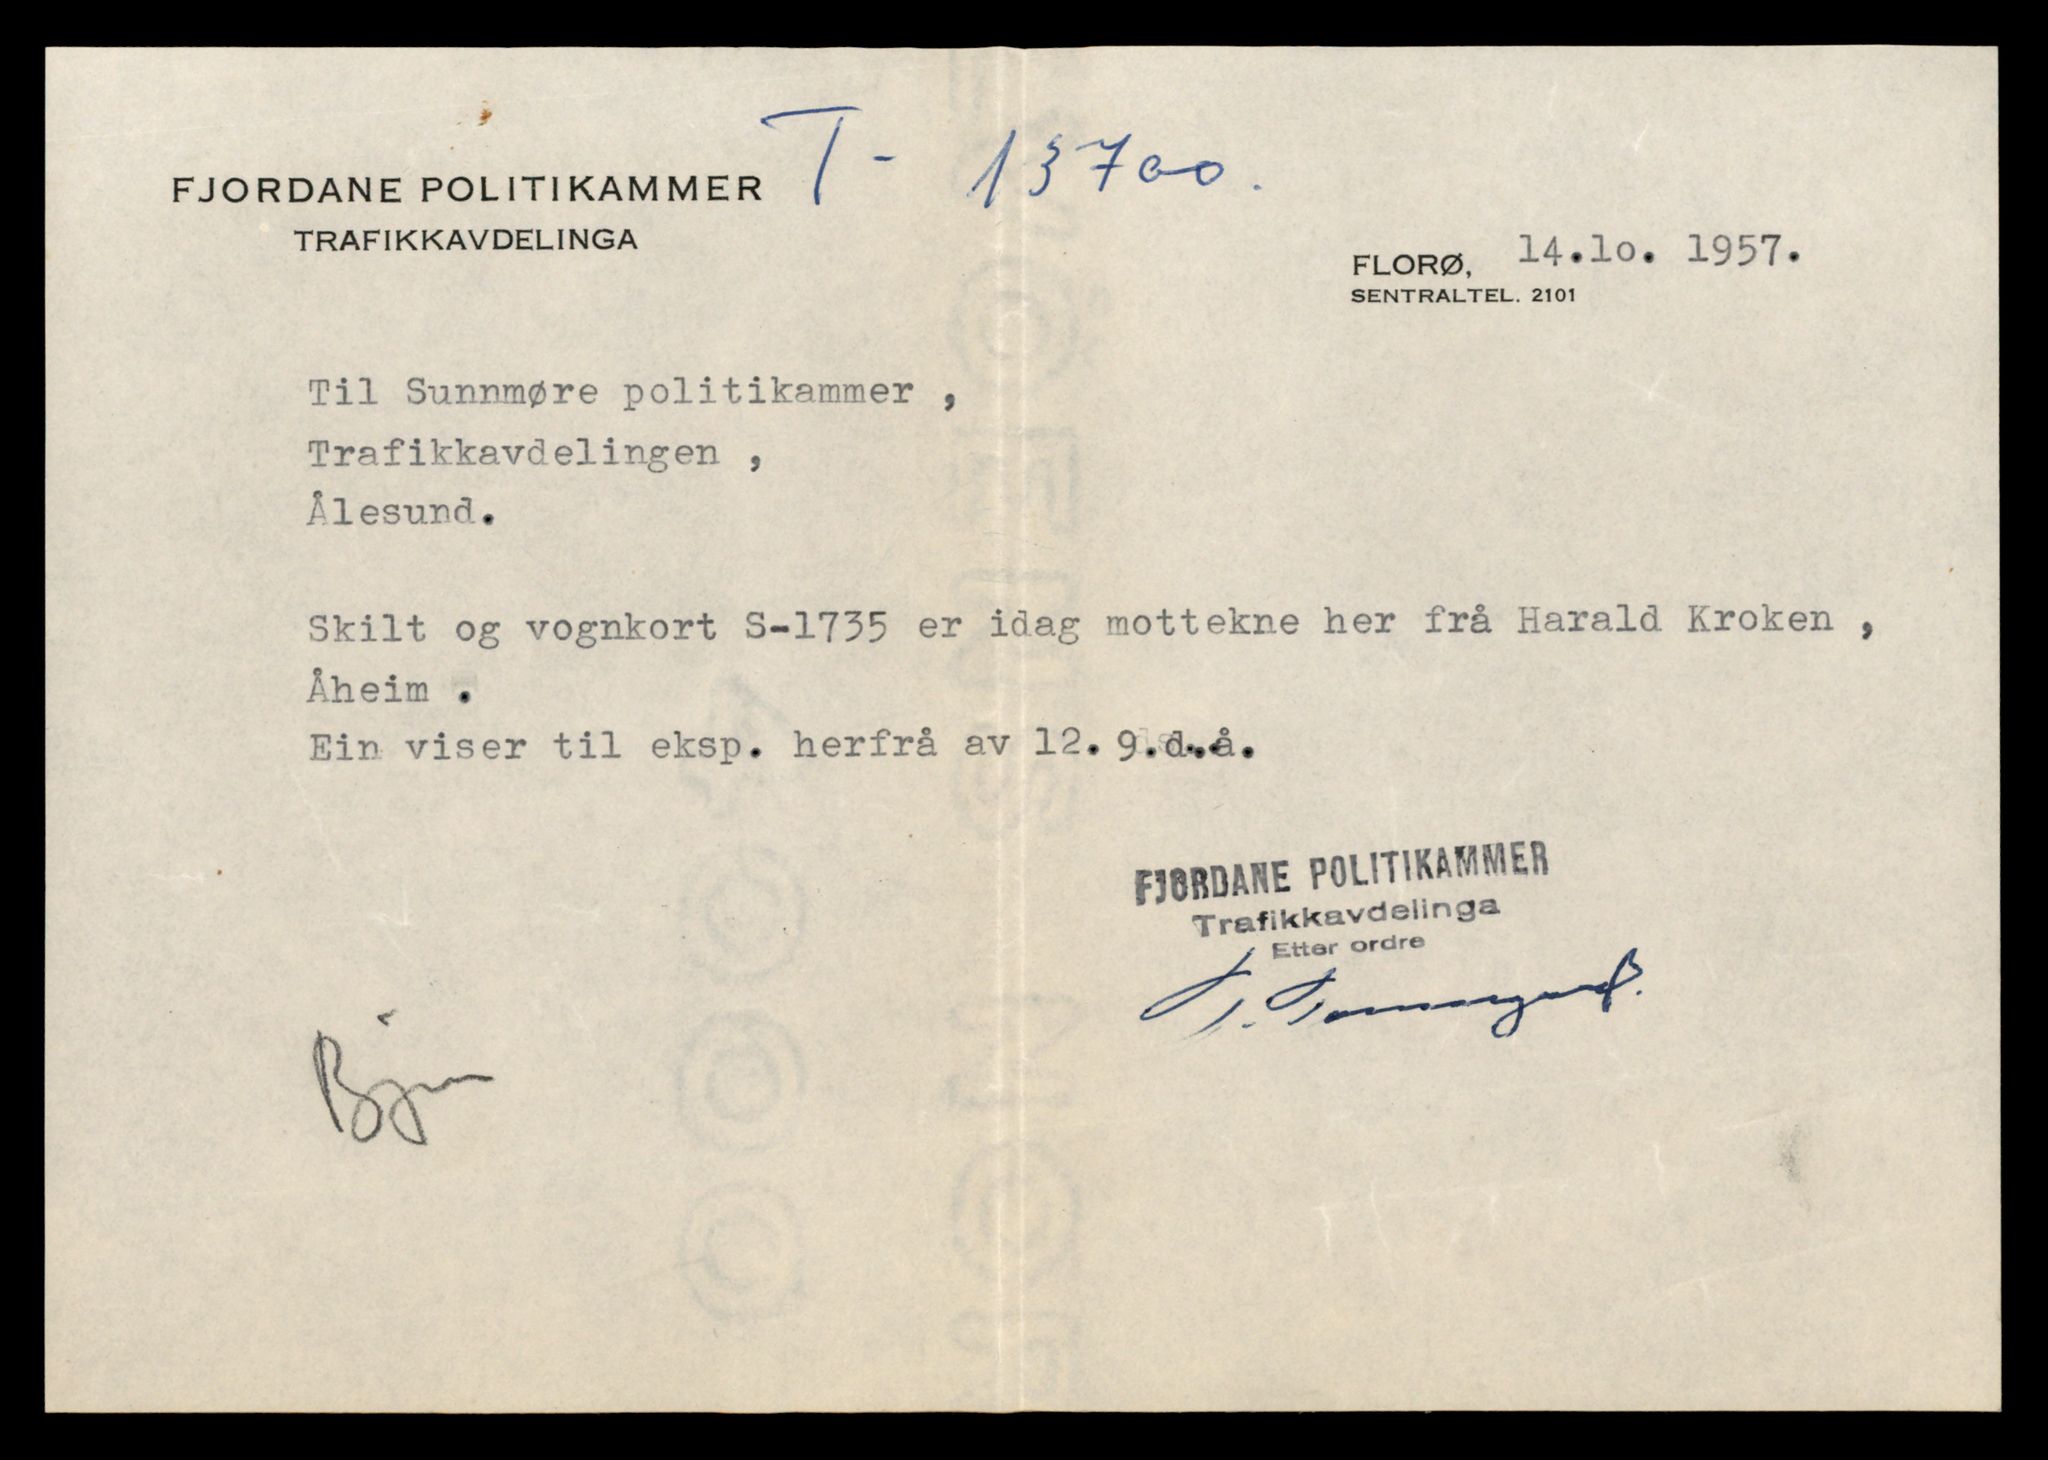 T- 13700.
FJORDANE POLITIKAMMER
TRAFIKKAVDELINGA
FLORØ, 14.lo. 1957.
SENTRALTEL. 2101
Til Sunnmøre politikammer ,
Trafikkavdelingen ,
Ålesund.
Skilt og vognkort S-1735 er idag mottekne her frå Harald Kroken ,
Åheim .
Ein viser til eksp. herfrå av 12. 9.d.å.
FJORDANE POLITIKAMMER
Trafikkavdelinga
Etter ordre